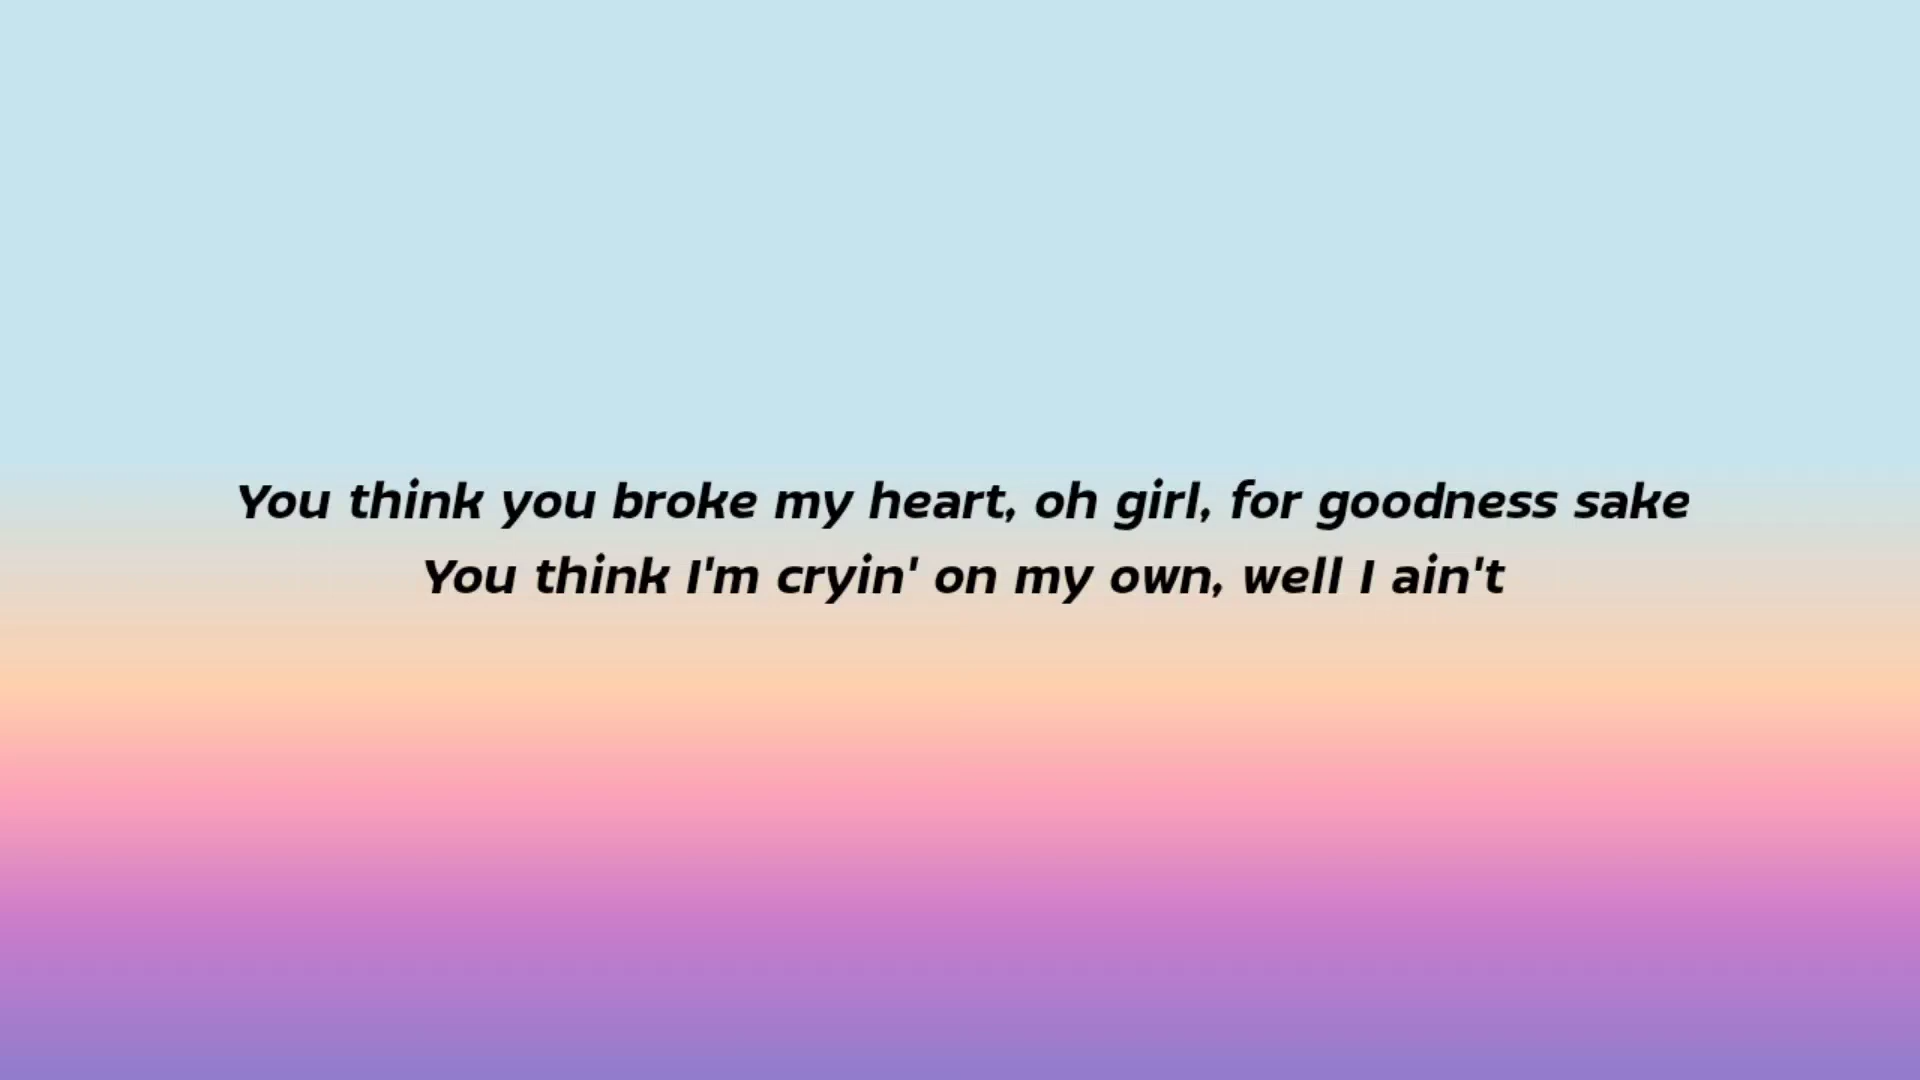 You think you broke my heart, oh girl, for goodness sake
You think I'm cryin' on my own, well I ain't